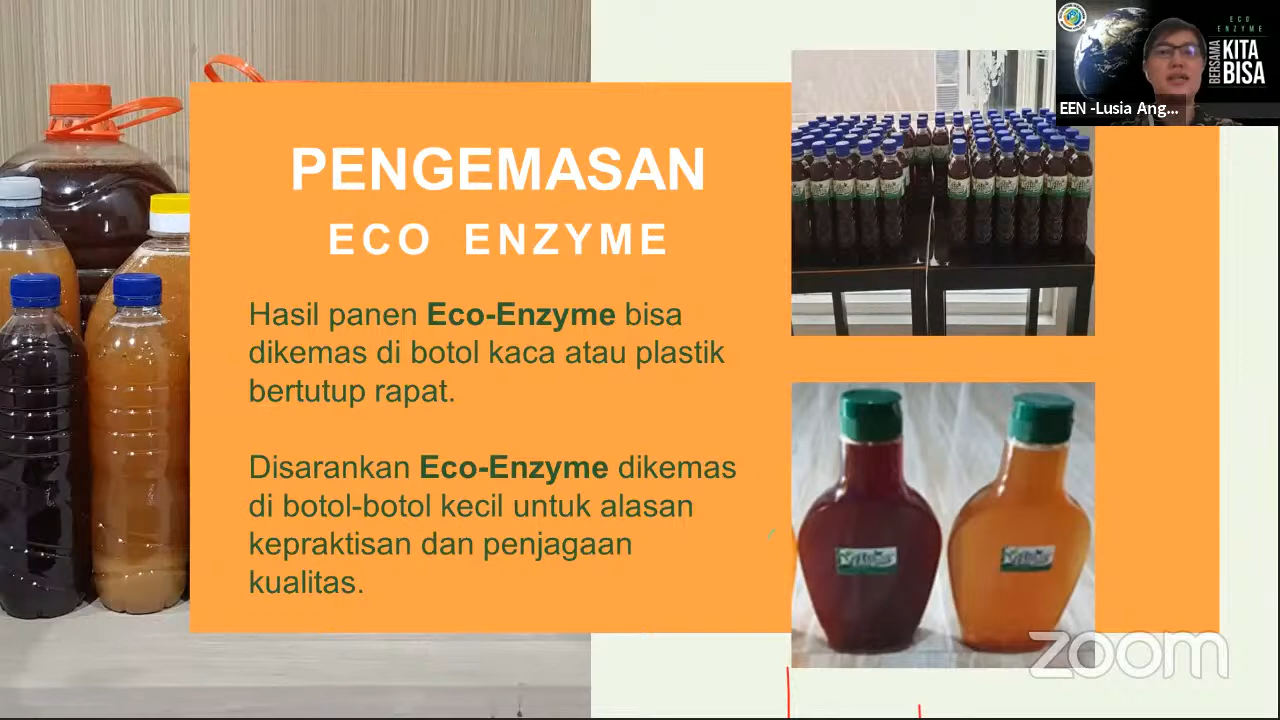 PENGEMASAN
ECO ENZYME
Hasil panen Eco-Enzyme bisa
dikemas di botol kaca atau plastik
bertutup rapat.
Disarankan Eco-Enzyme dikemas
di botol-botol kecil untuk alasan
kepraktisan dan penjagaan
kualitas.
ECO
ENZYME
BERSAMA
KITA
BISA
EEN -Lusia Ang...
zoom